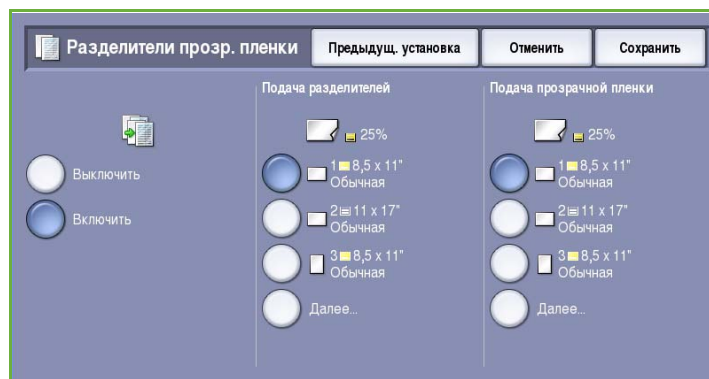 Разделители прозр. пленки
Предыдущ. установка
Отменить
Сохранить
Выключить
Включить
Подача разделителей
25%
1 8,5 x 11"
Обычная
2 11 x 17"
Обычная
3 8,5 x 11"
Обычная
Далее...
Подача прозрачной пленки
25%
1 8,5 x 11"
Обычная
2 11 x 17"
Обычная
3 8,5 x 11"
Обычная
Далее...